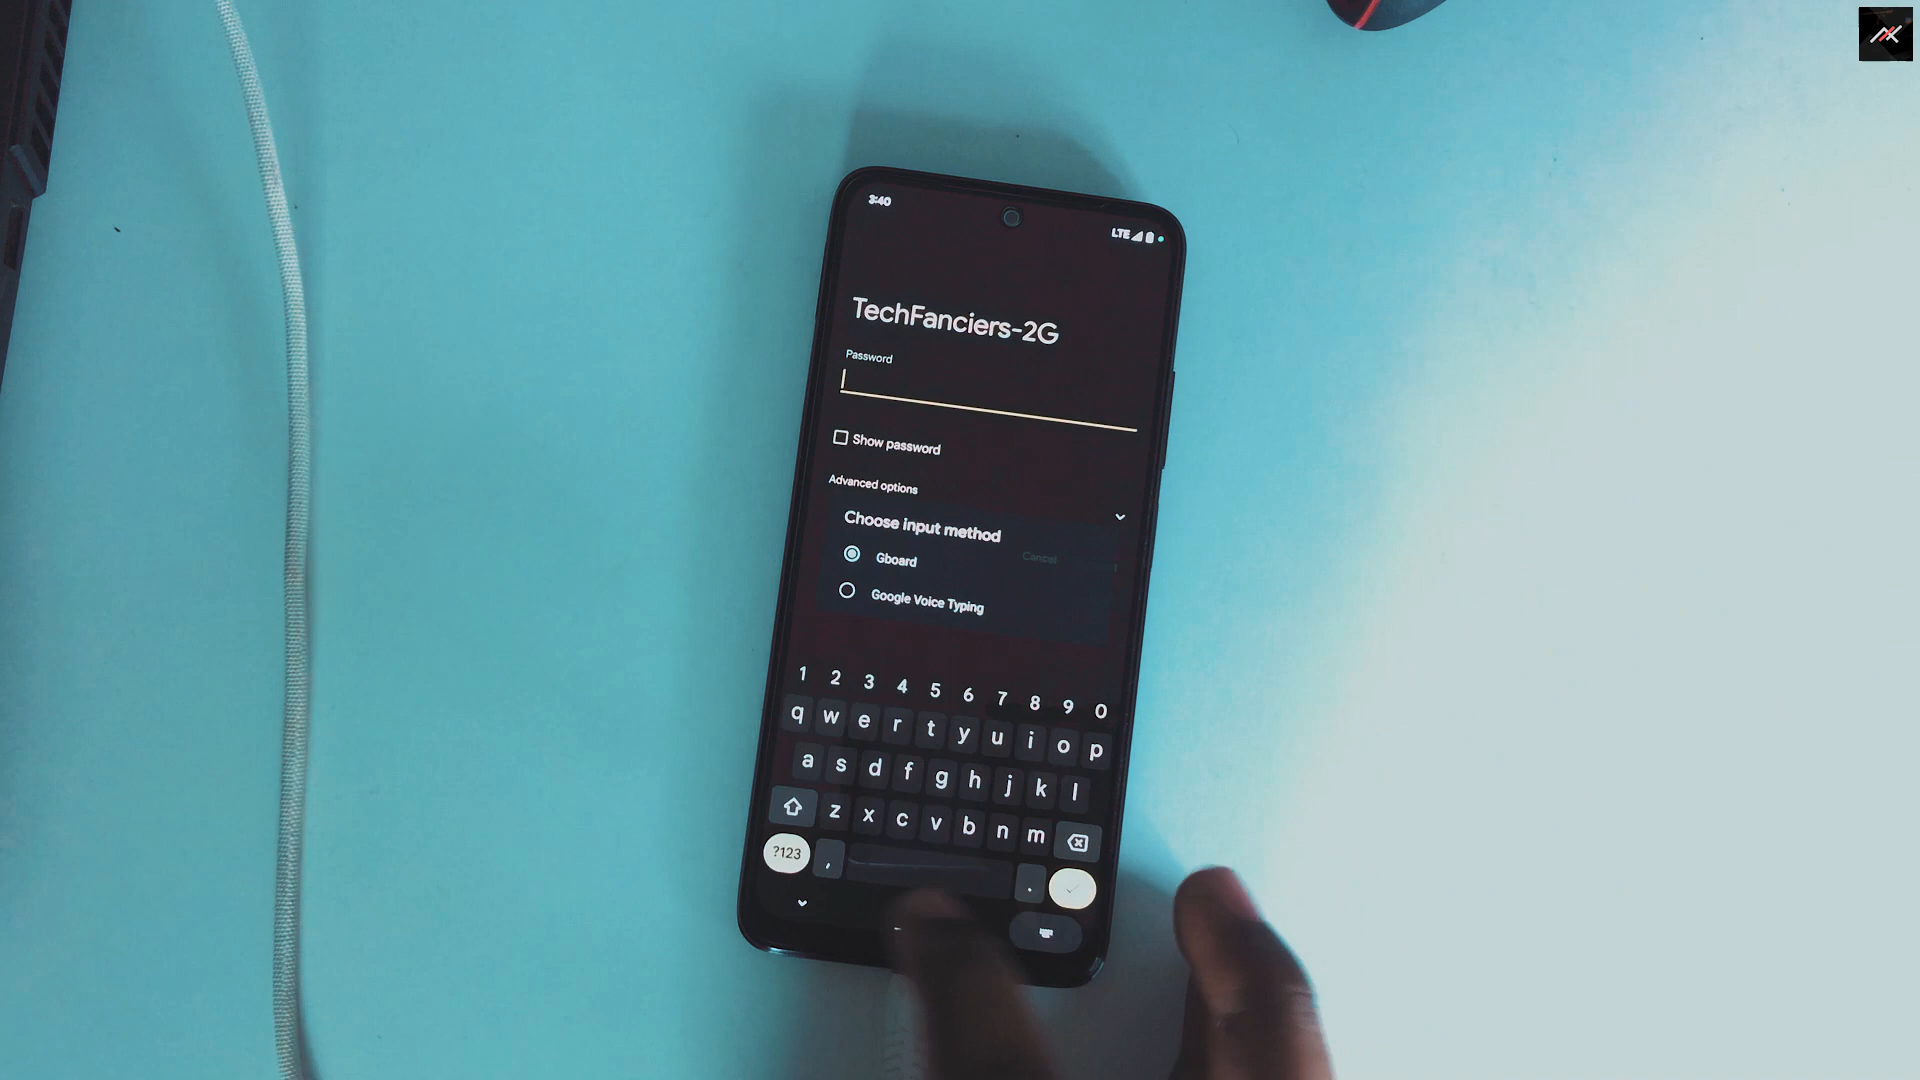 3:40
LTE
TechFanciers-2G
Password
Show password
Advanced options
Choose input method
Cancel
Gboard
Google Voice Typing
1 2 3 4 5 6 7 8 9 0
q w e r t y u i o p
a s d f g h j k l
z x c v b n m
?123 , .